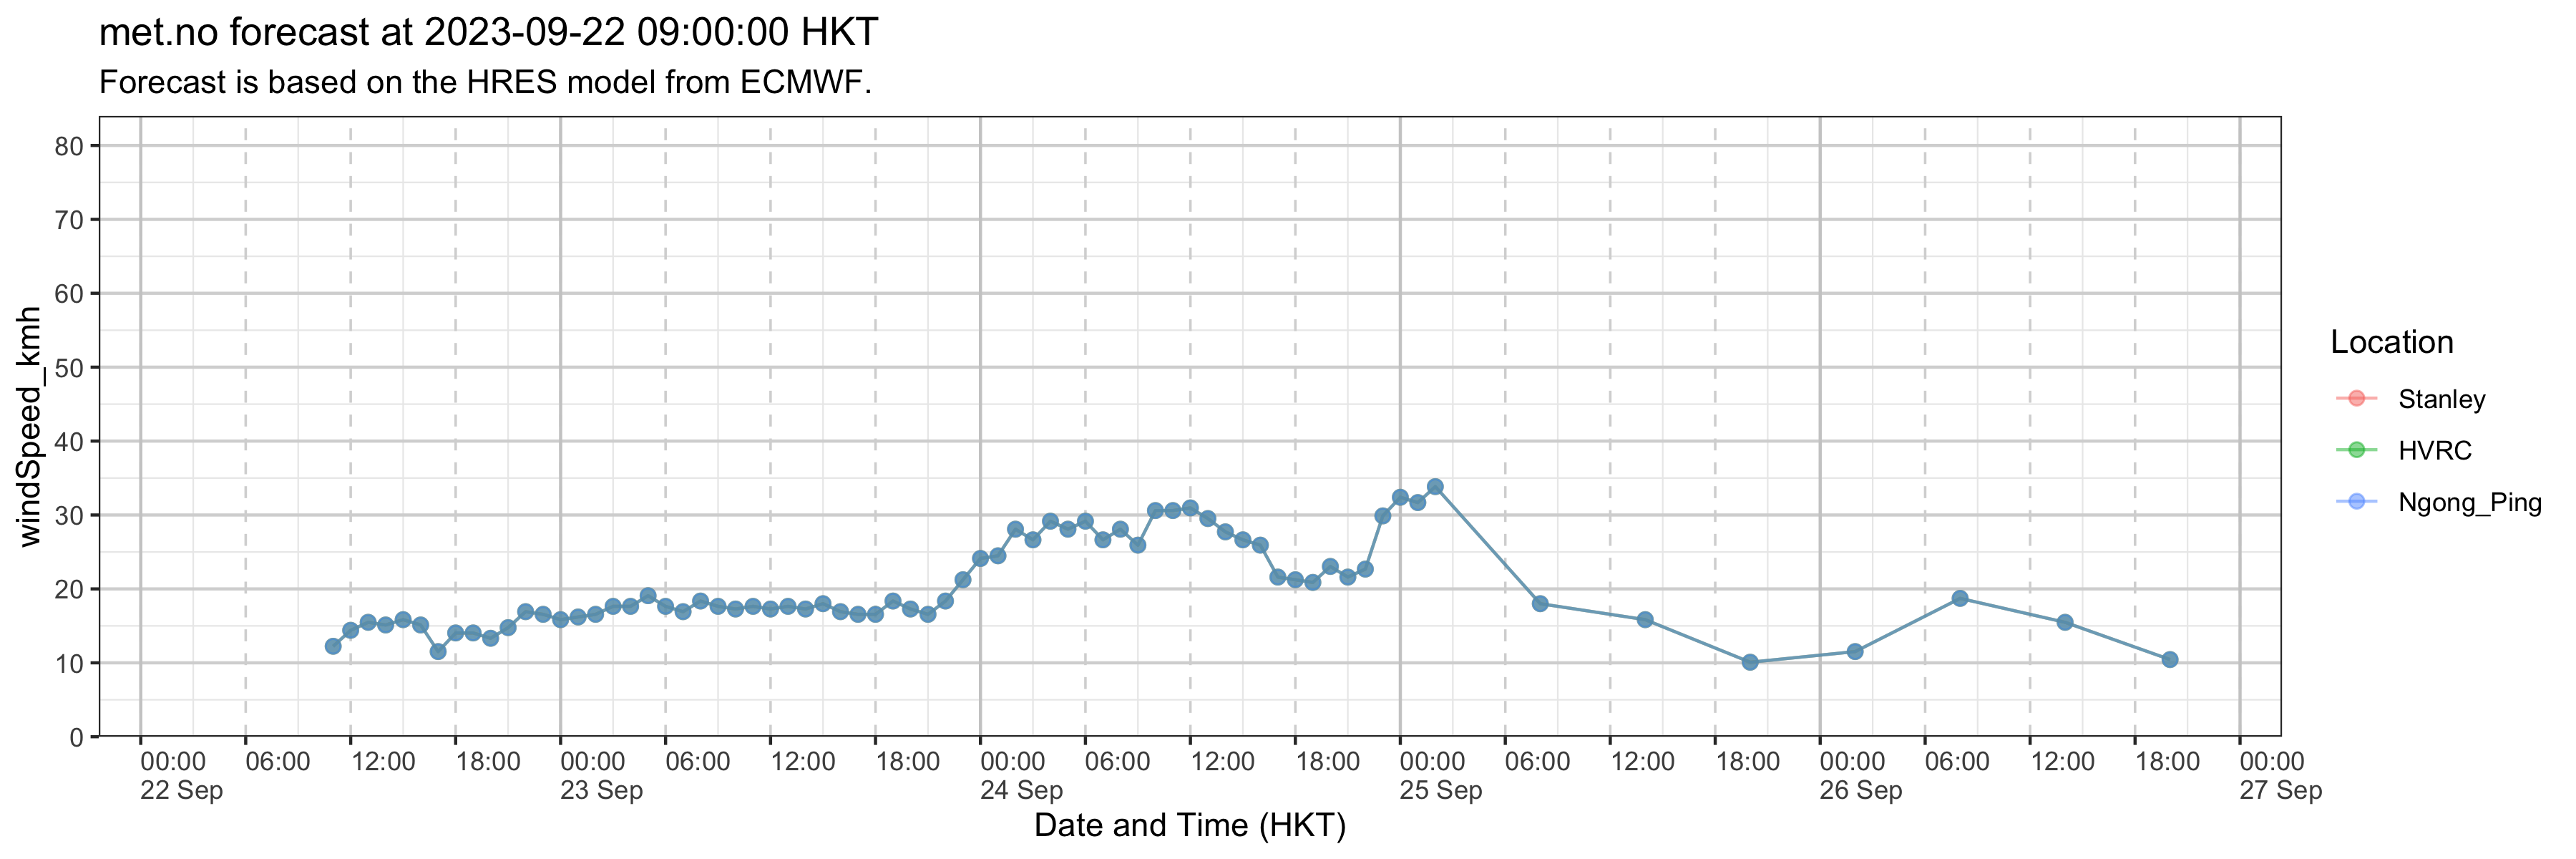 met.no forecast at 2023-09-22 09:00:00 HKT
Forecast is based on the HRES model from ECMWF.
windSpeed_kmh
80
70
60
50
40
30
20
10
0
00:00 06:00 12:00 18:00 00:00 06:00 12:00 18:00 00:00 06:00 12:00 18:00 00:00 06:00 12:00 18:00 00:00 06:00 12:00 18:00 00:00
22 Sep 23 Sep 24 Sep 25 Sep 26 Sep 27 Sep
Date and Time (HKT)
Location
Stanley
HVRC
Ngong_Ping